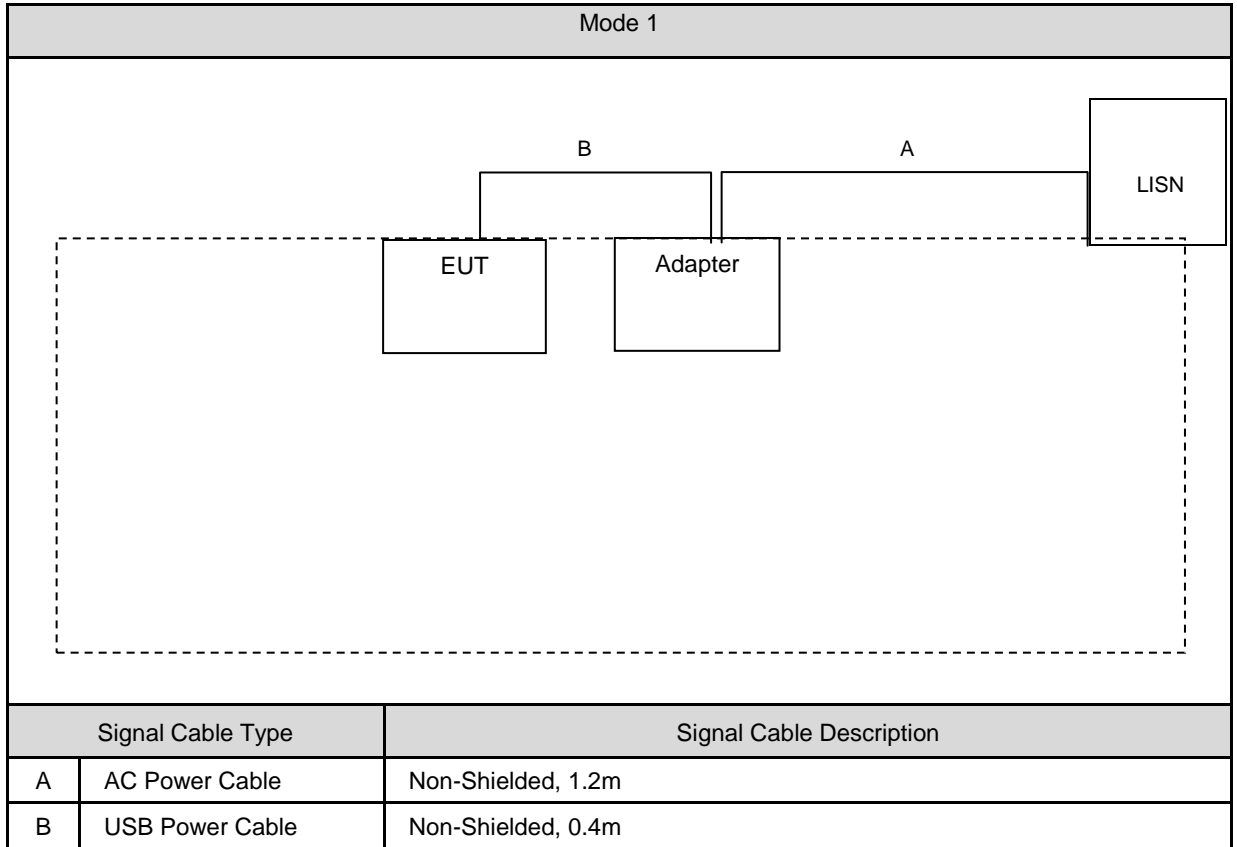 Mode 1
B
A
LISN
EUT
Adapter
Signal Cable Type
Signal Cable Description
A
AC Power Cable
Non-Shielded, 1.2m
B
USB Power Cable
Non-Shielded, 0.4m